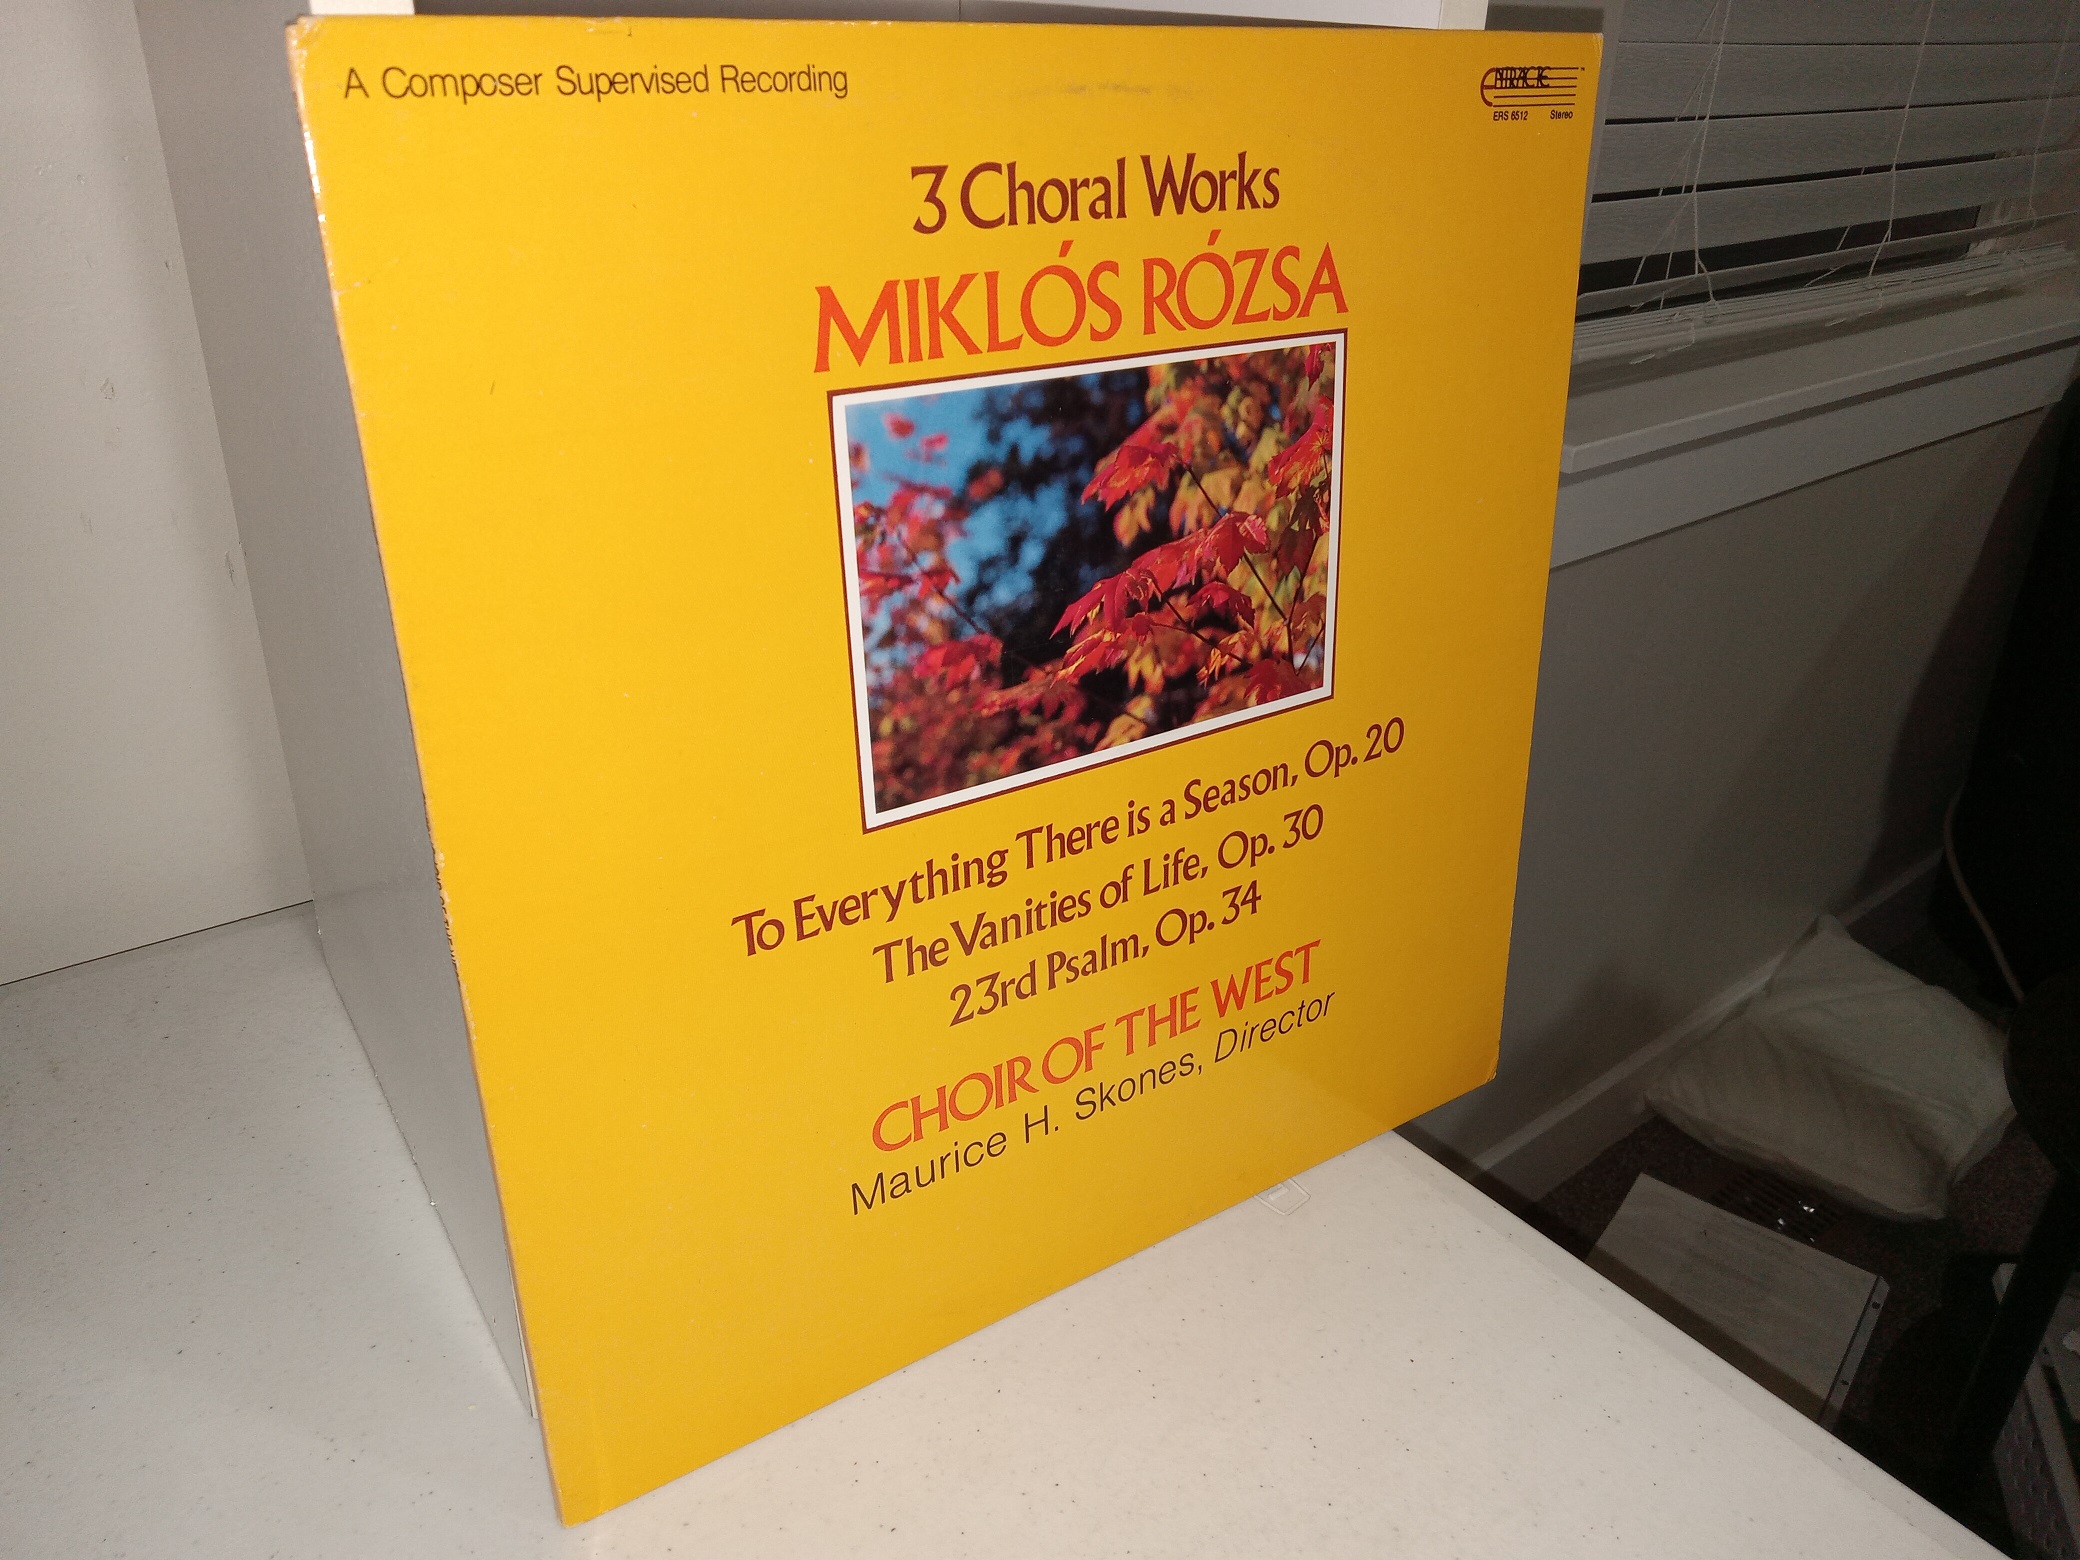 A Composer Supervised Recording
ENTR'ACTE
ERS 6512 Stereo
3 Choral Works
MIKLÓS RÓZSA
To Everything There is a Season, Op. 20
The Vanities of Life, Op. 30
23rd Psalm, Op. 34
CHOIR OF THE WEST
Maurice H. Skones, Director